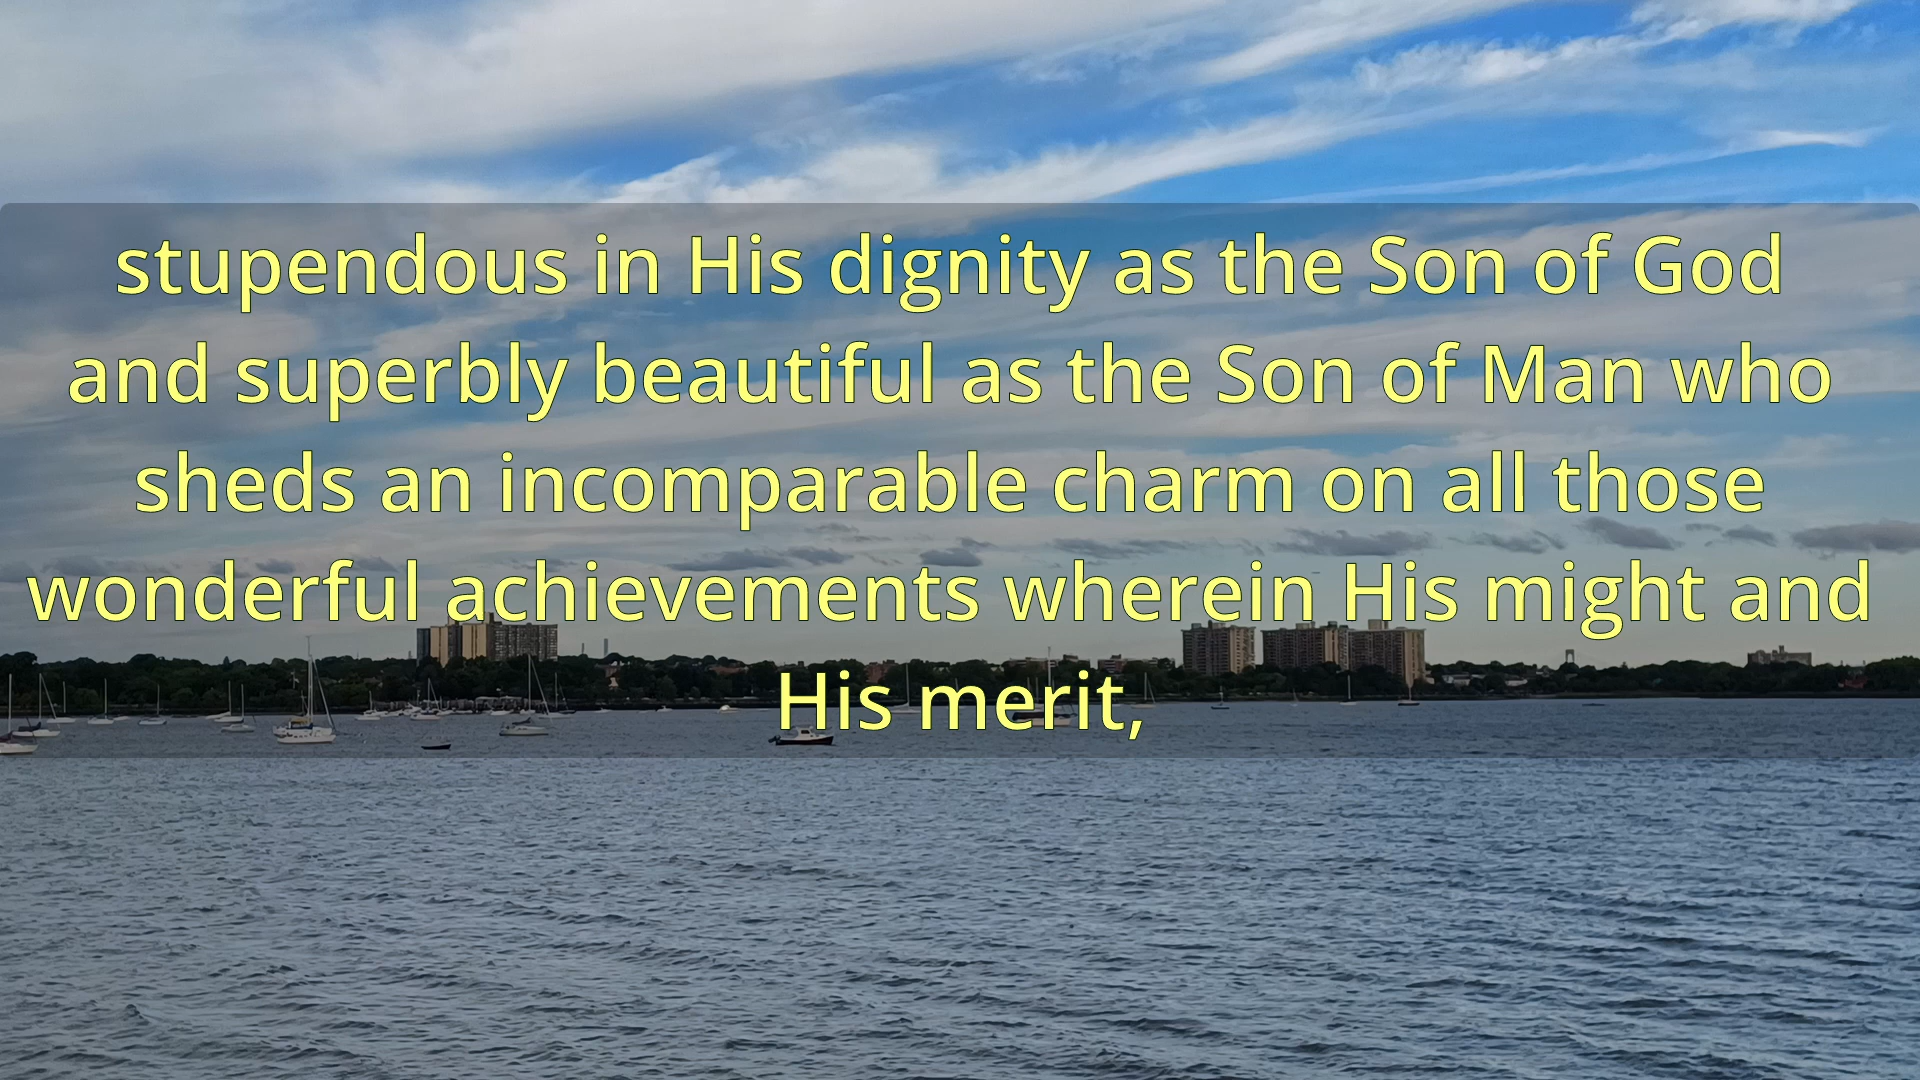 stupendous in His dignity as the Son of God
and superbly beautiful as the Son of Man who
sheds an incomparable charm on all those
wonderful achievements wherein His might and
His merit,